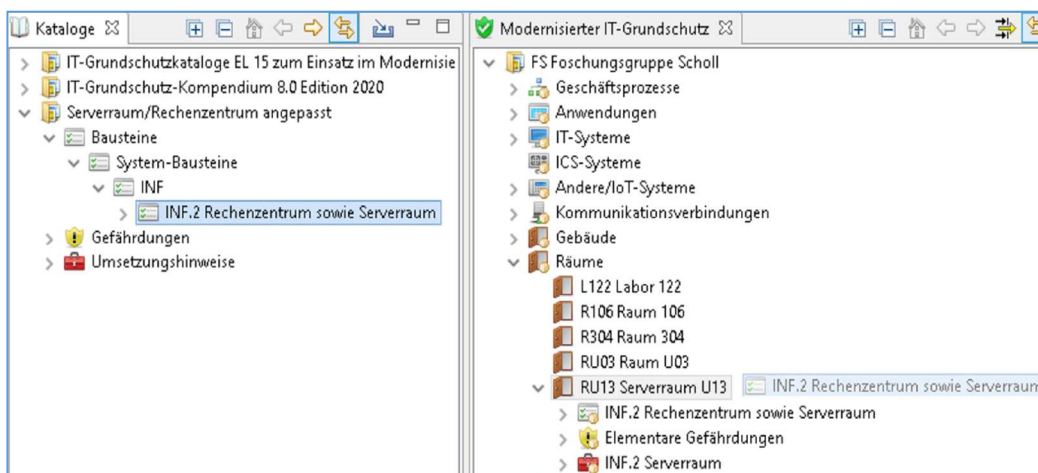 Kataloge
IT-Grundschutzkataloge EL 15 zum Einsatz im Modernisie
IT-Grundschutz-Kompendium 8.0 Edition 2020
Serverraum/Rechenzentrum angepasst
Bausteine
System-Bausteine
INF
INF.2 Rechenzentrum sowie Serverraum
Gefährdungen
Umsetzungshinweise
Modernisierter IT-Grundschutz
FS Foschungsgruppe Scholl
Geschäftsprozesse
Anwendungen
IT-Systeme
ICS-Systeme
Andere/IoT-Systeme
Kommunikationsverbindungen
Gebäude
Räume
L122 Labor 122
R106 Raum 106
R304 Raum 304
RU03 Raum U03
RU13 Serverraum U13 INF.2 Rechenzentrum sowie Serverraum
INF.2 Rechenzentrum sowie Serverraum
Elementare Gefährdungen
INF.2 Serverraum